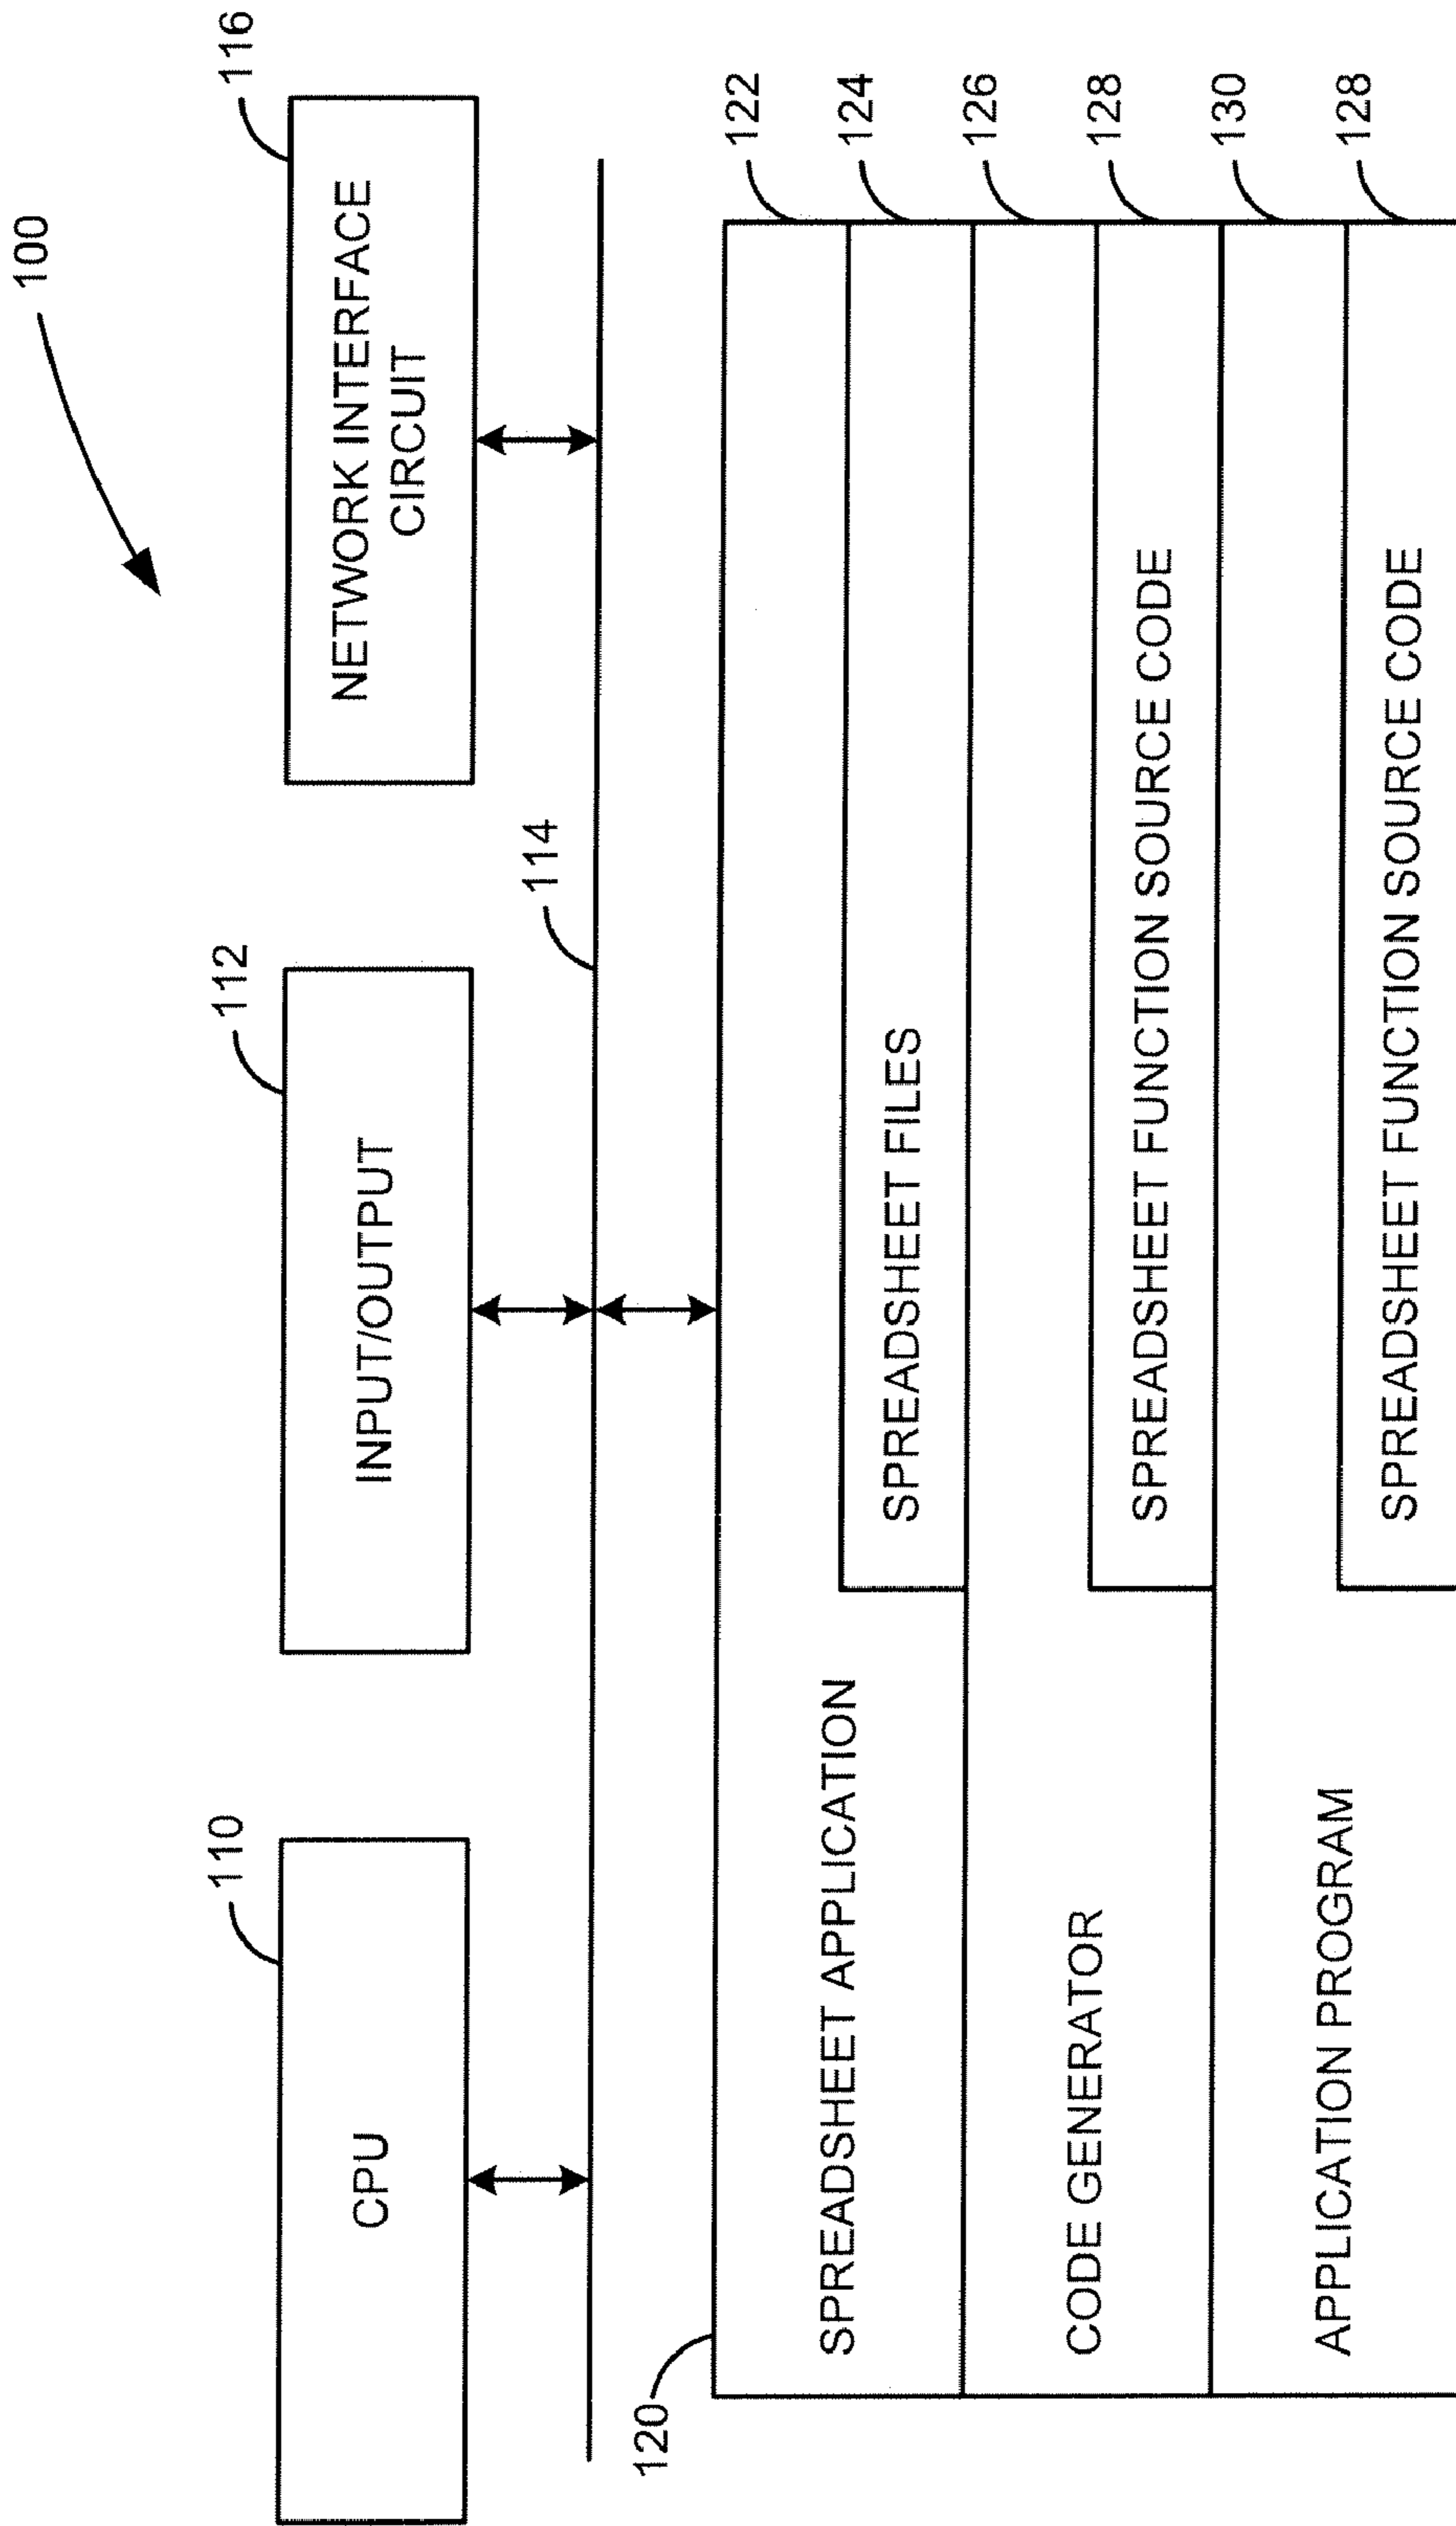 100
110
112
116
CPU
INPUT/OUTPUT
NETWORK INTERFACE
CIRCUIT
114
120
122
SPREADSHEET APPLICATION
124
SPREADSHEET FILES
126
CODE GENERATOR
128
SPREADSHEET FUNCTION SOURCE CODE
130
APPLICATION PROGRAM
128
SPREADSHEET FUNCTION SOURCE CODE